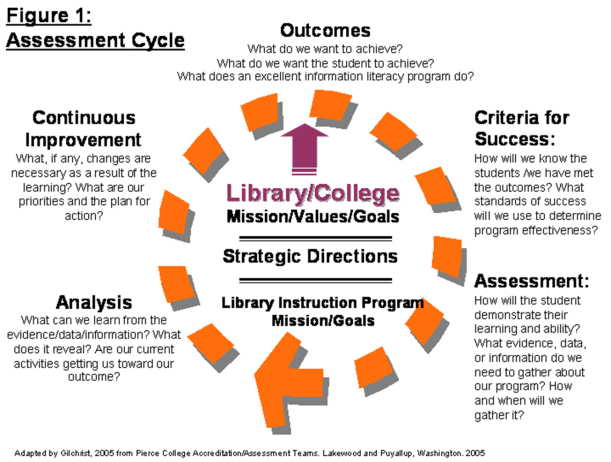 Figure 1:
Assessment Cycle
Outcomes
What do we want to achieve?
What do we want the student to achieve?
What does an excellent information literacy program do?
Continuous
Improvement
What, if any, changes are
necessary as a result of the
learning? What are our
priorities and the plan for
action?
Criteria for
Success:
How will we know the
students /we have met
the outcomes? What
standards of success
will we use to determine
program effectiveness?
Library/College
Mission/Values/Goals
Strategic Directions
Library Instruction Program
Mission/Goals
Analysis
What can we learn from the
evidence/data/information? What
does it reveal? Are our current
activities getting us toward our
outcome?
Assessment:
How will the student
demonstrate their
learning and ability?
What evidence, data,
or information do we
need to gather about
our program? How
and when will we
gather it?
Adapted by Gilchrist, 2005 from Pierce College Accreditation/Assessment Teams. Lakewood and Puyallup, Washington. 2005